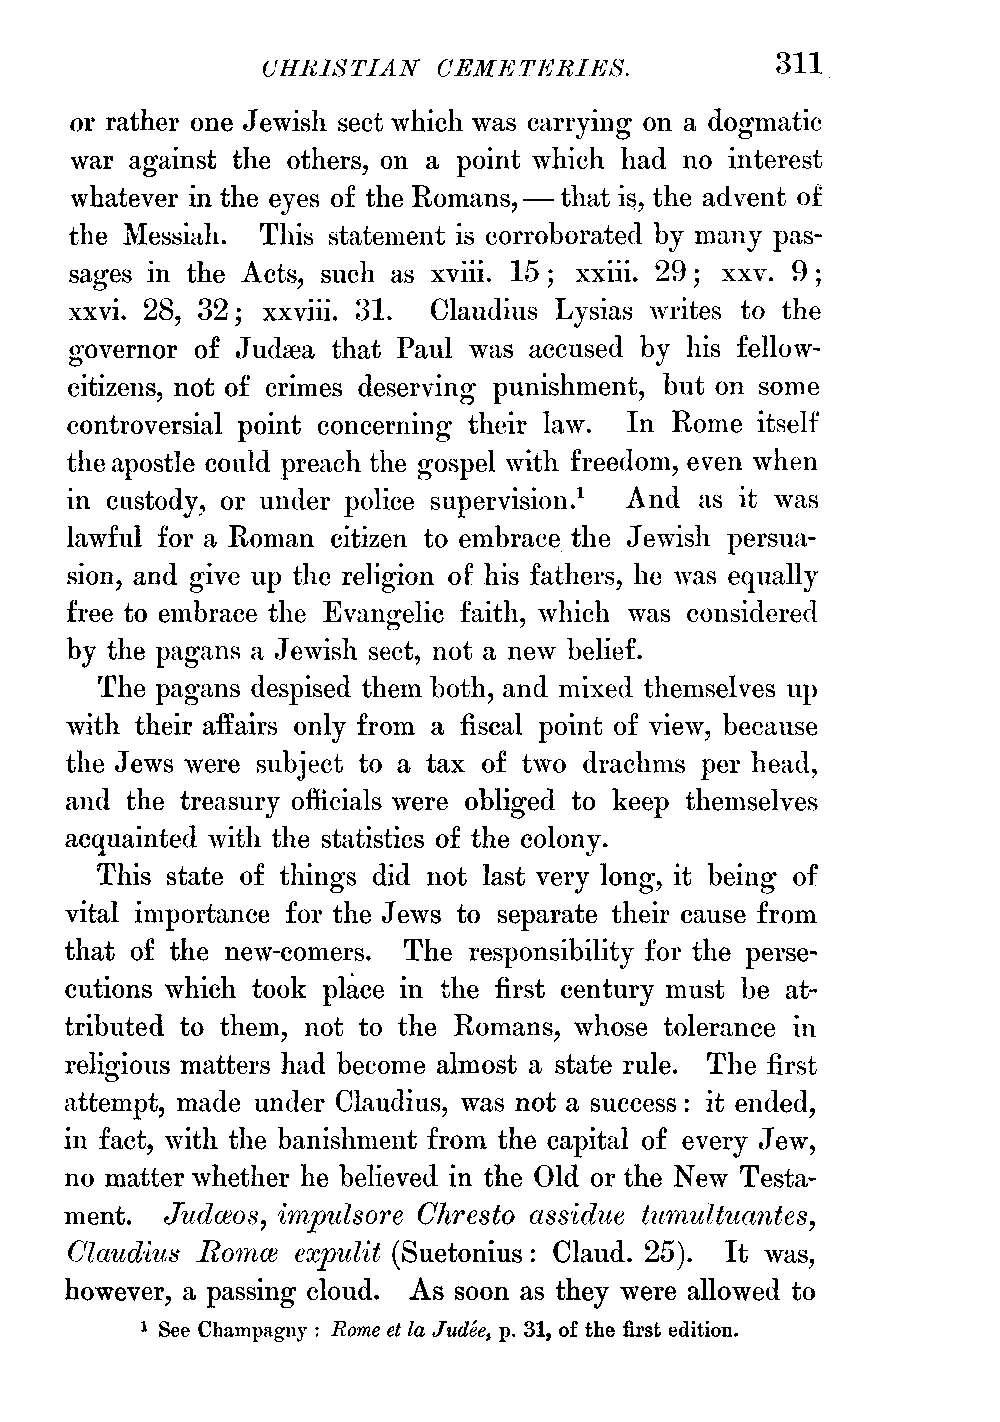 CHRISTIAN CEMETERIES. 311
or rather one Jewish sect which was carrying on a dogmatic
war against the others, on a point which had no interest
whatever in the eyes of the Romans, — that is, the advent of
the Messiah. This statement is corroborated by many pas-
sages in the Acts, such as xviii. 15; xxiii. 29; xxv. 9;
xxvi. 28, 32; xxviii. 31. Claudius Lysias writes to the
governor of Judæa that Paul was accused by his fellow-
citizens, not of crimes deserving punishment, but on some
controversial point concerning their law. In Rome itself
the apostle could preach the gospel with freedom, even when
in custody, or under police supervision.¹ And as it was
lawful for a Roman citizen to embrace the Jewish persua-
sion, and give up the religion of his fathers, he was equally
free to embrace the Evangelic faith, which was considered
by the pagans a Jewish sect, not a new belief.
The pagans despised them both, and mixed themselves up
with their affairs only from a fiscal point of view, because
the Jews were subject to a tax of two drachms per head,
and the treasury officials were obliged to keep themselves
acquainted with the statistics of the colony.
This state of things did not last very long, it being of
vital importance for the Jews to separate their cause from
that of the new-comers. The responsibility for the perse-
cutions which took place in the first century must be at-
tributed to them, not to the Romans, whose tolerance in
religious matters had become almost a state rule. The first
attempt, made under Claudius, was not a success: it ended,
in fact, with the banishment from the capital of every Jew,
no matter whether he believed in the Old or the New Testa-
ment. Judæos, impulsore Chresto assidue tumultuantes,
Claudius Romæ expulit (Suetonius: Claud. 25). It was,
however, a passing cloud. As soon as they were allowed to
¹ See Champagny: Rome et la Judée, p. 31, of the first edition.